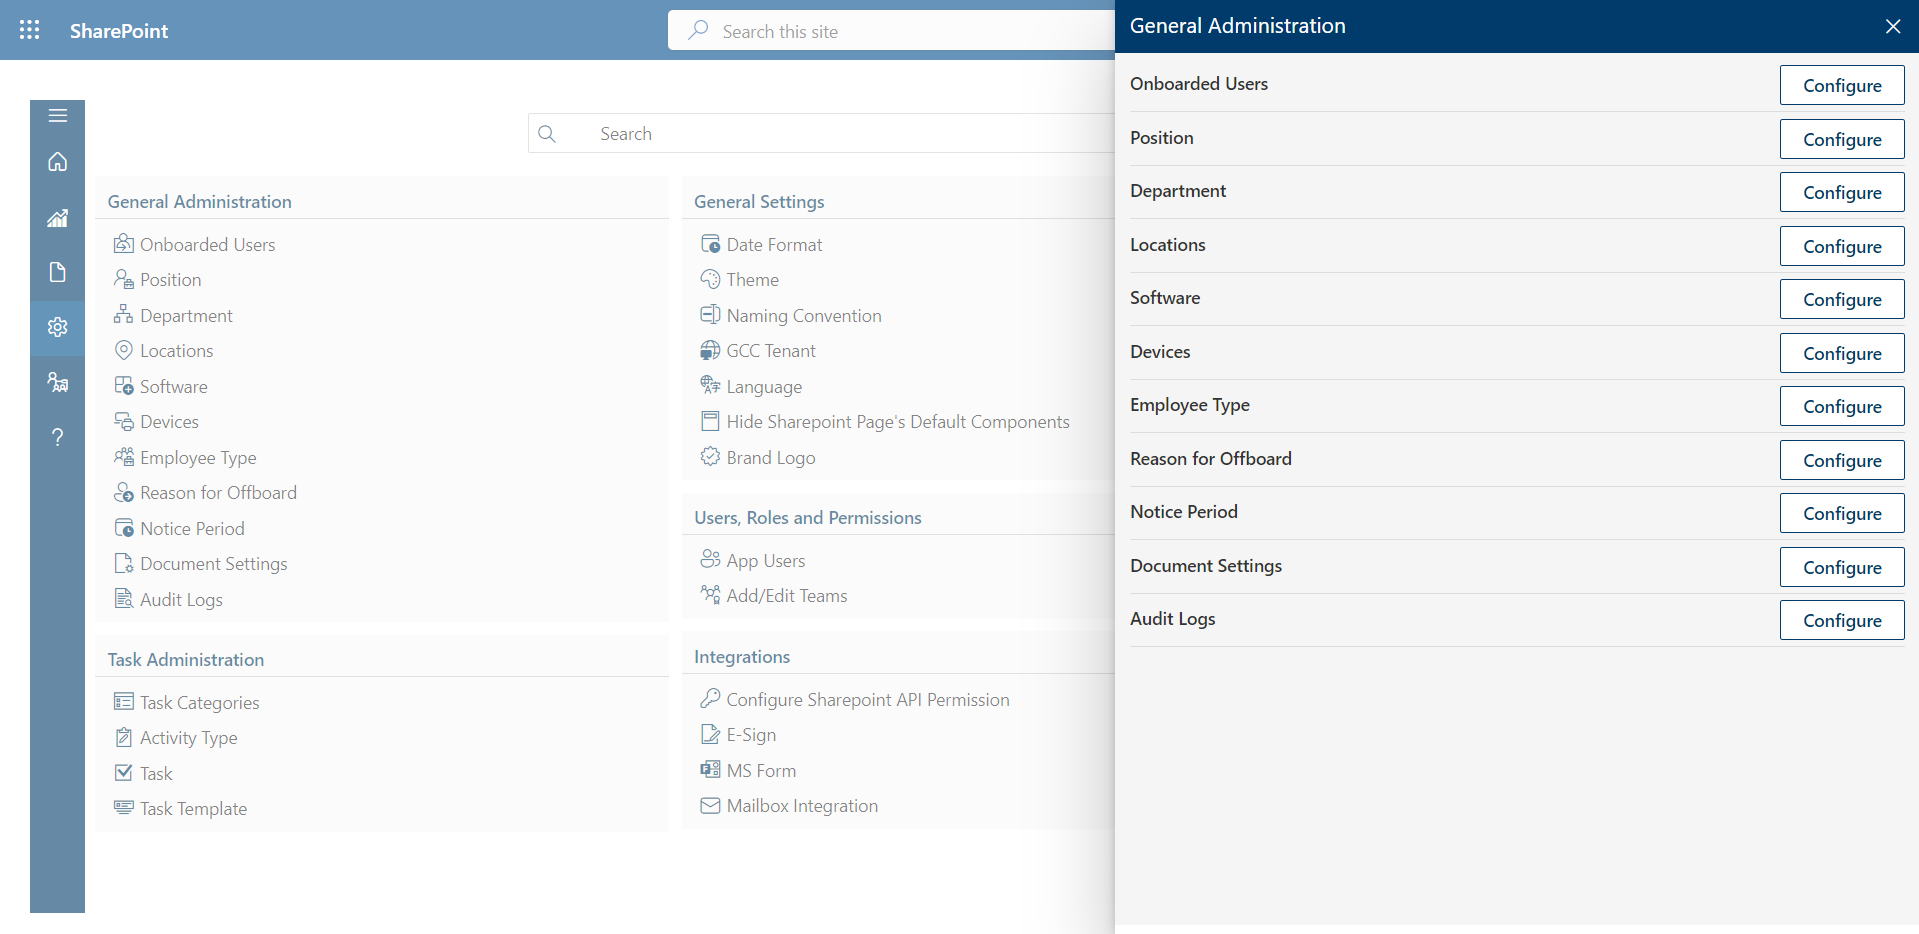 SharePoint
Search this site
Search
General Administration
Onboarded Users
Position
Department
Locations
Software
Devices
Employee Type
Reason for Offboard
Notice Period
Document Settings
Audit Logs
Task Administration
Task Categories
Activity Type
Task
Task Template
General Settings
Date Format
Theme
Naming Convention
GCC Tenant
Language
Hide Sharepoint Page's Default Components
Brand Logo
Users, Roles and Permissions
App Users
Add/Edit Teams
Integrations
Configure Sharepoint API Permission
E-Sign
MS Form
Mailbox Integration
General Administration
Onboarded Users Configure
Position Configure
Department Configure
Locations Configure
Software Configure
Devices Configure
Employee Type Configure
Reason for Offboard Configure
Notice Period Configure
Document Settings Configure
Audit Logs Configure